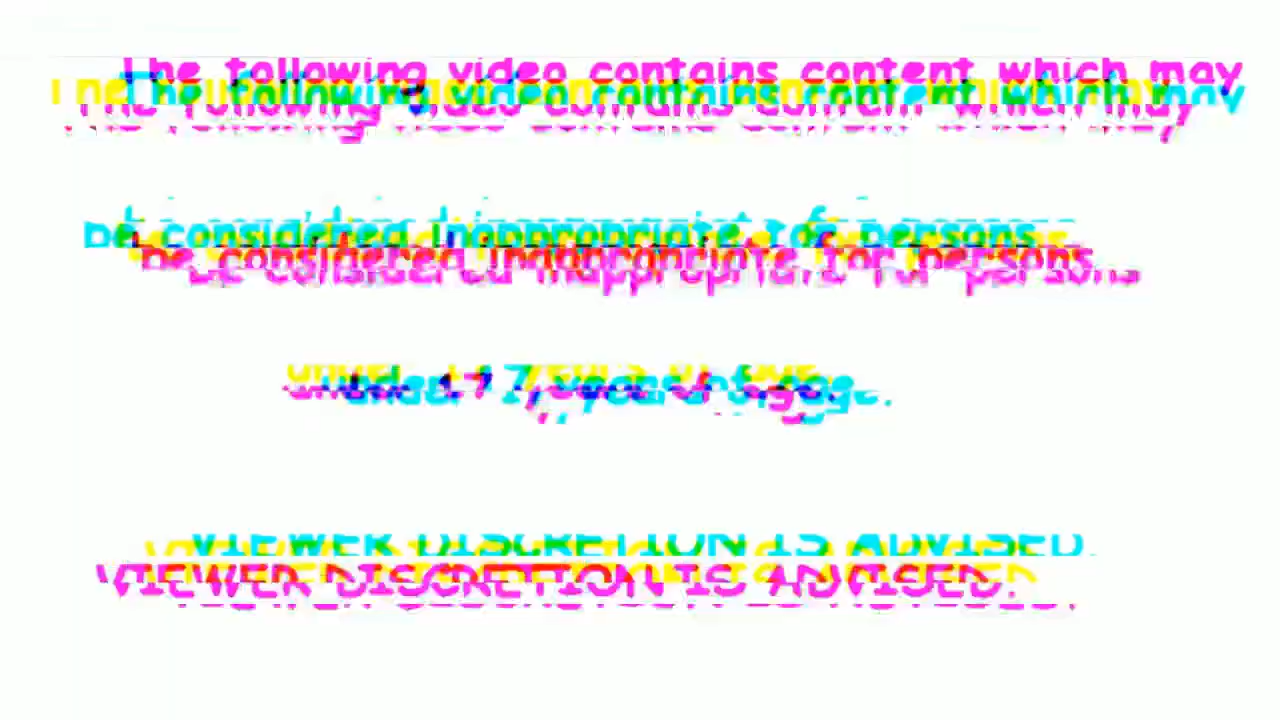 The following video contains content which may
be considered inappropriate for persons
under 17 years of age.
VIEWER DISCRETION IS ADVISED.